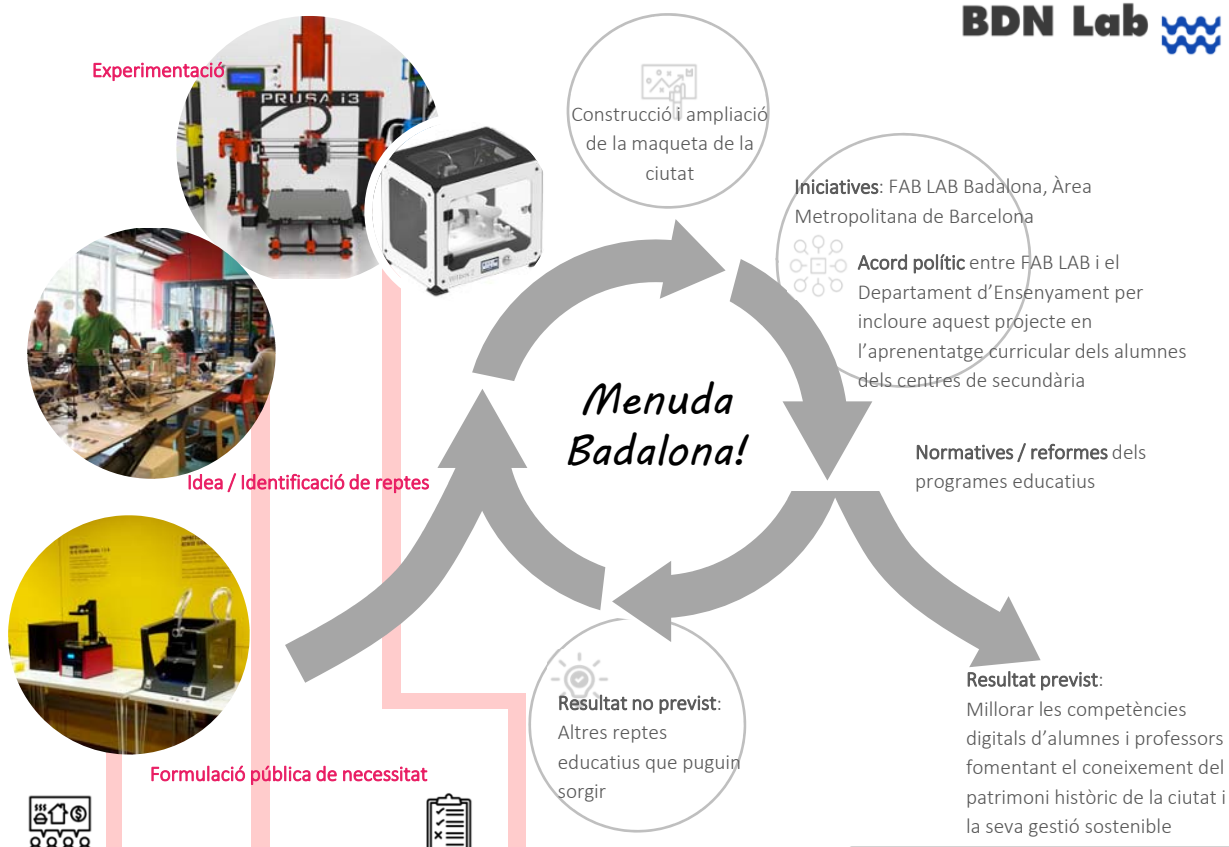 BDN Lab
Experimentació
PRUSA i3
Construcció i ampliació
de la maqueta de la
ciutat
Iniciatives: FAB LAB Badalona, Àrea
Metropolitana de Barcelona
Acord polític entre FAB LAB i el
Departament d'Ensenyament per
incloure aquest projecte en
l'aprenentatge curricular dels alumnes
dels centres de secundària
Menuda
Badalona!
Normatives / reformes dels
programes educatius
Idea / Identificació de reptes
Resultat no previst:
Altres reptes
educatius que puguin
sorgir
Resultat previst:
Millorar les competències
digitals d'alumnes i professors
fomentant el coneixement del
patrimoni històric de la ciutat i
la seva gestió sostenible
Formulació pública de necessitat